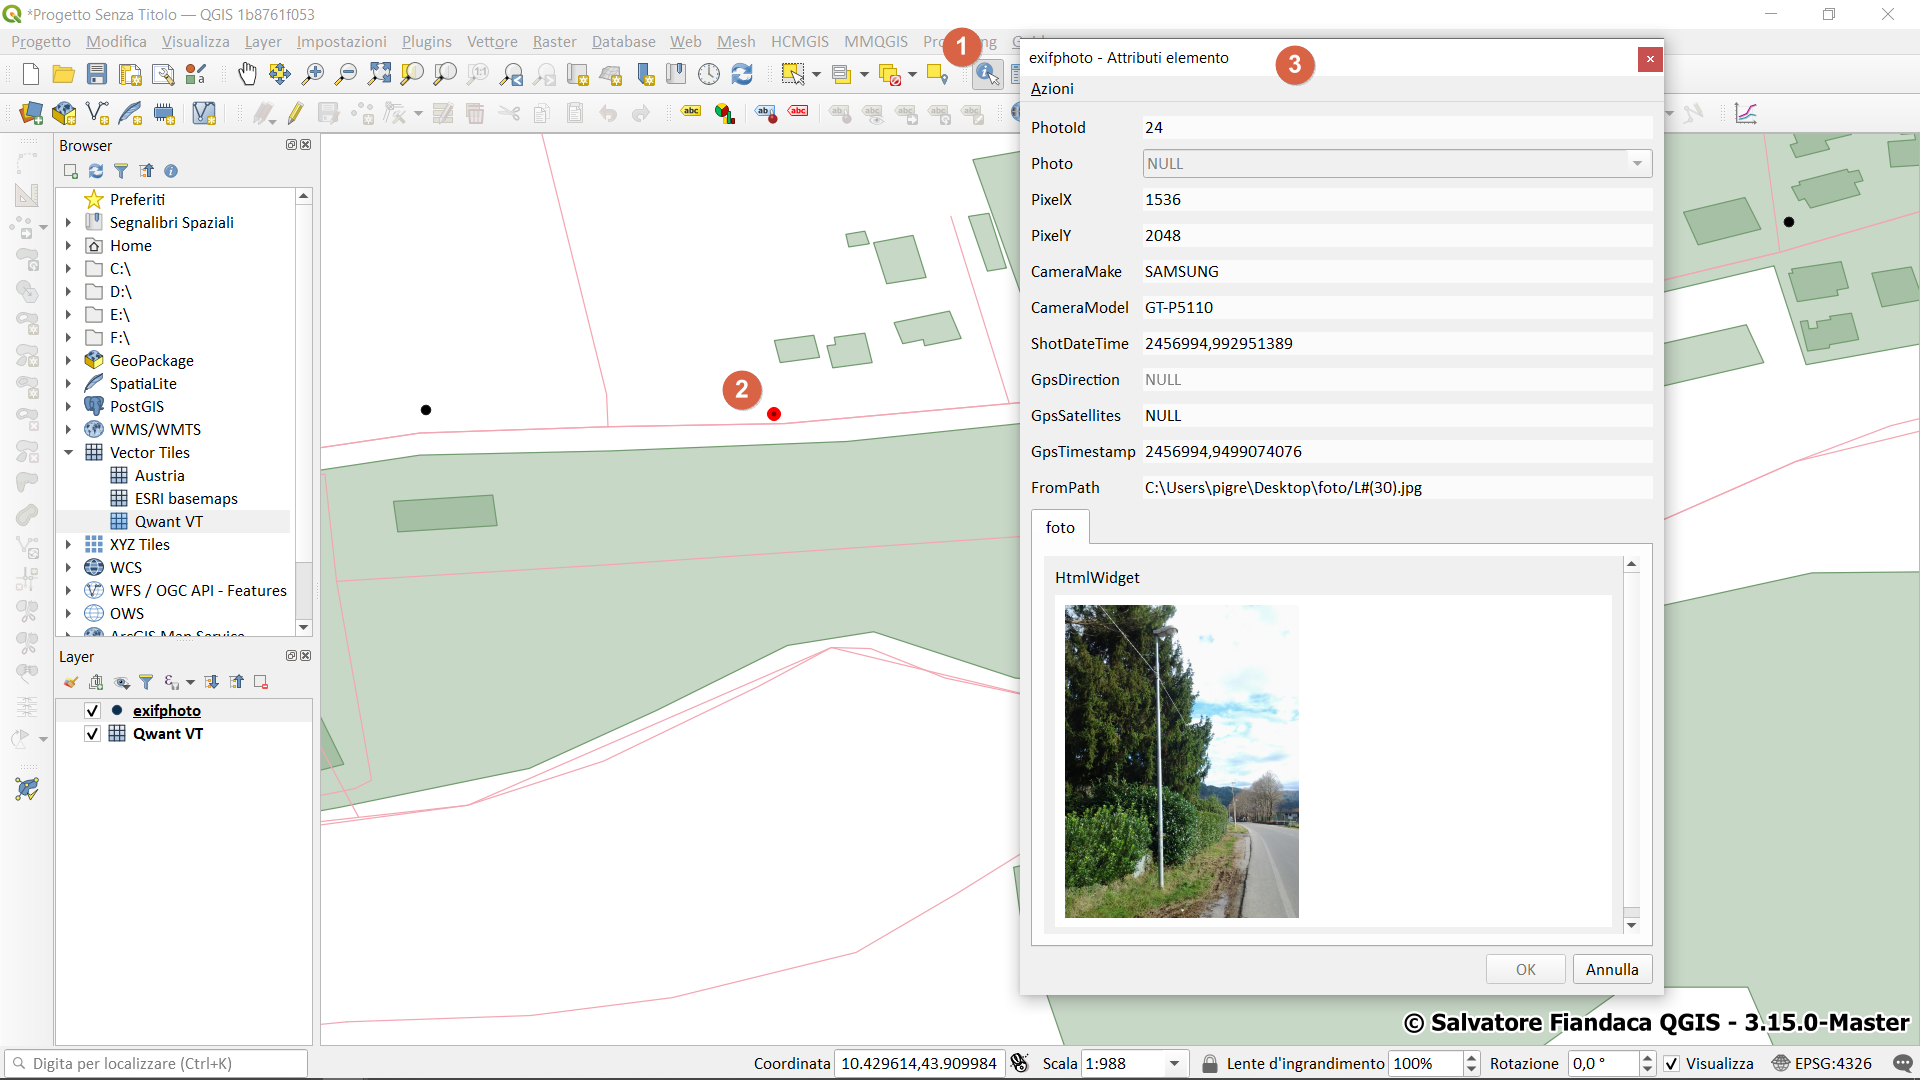 *Progetto Senza Titolo — QGIS 1b8761f053
Progetto Modifica Visualizza Layer Impostazioni Plugins Vettore Raster Database Web Mesh HCMGIS MMQGIS
1
exifphoto - Attributi elemento
3
Azioni
PhotoId 24
Photo NULL
PixelX 1536
PixelY 2048
CameraMake SAMSUNG
CameraModel GT-P5110
ShotDateTime 2456994,992951389
GpsDirection NULL
GpsSatellites NULL
GpsTimestamp 2456994,9499074076
FromPath C:\Users\pigre\Desktop\foto/L#(30).jpg
foto
HtmlWidget
OK Annulla
abc abc abc
Browser
Preferiti
Segnalibri Spaziali
Home
C:\
D:\
E:\
F:\
GeoPackage
SpatiaLite
PostGIS
WMS/WMTS
Vector Tiles
Austria
ESRI basemaps
Qwant VT
XYZ Tiles
WCS
WFS / OGC API - Features
OWS
ArcGIS Map Service
Layer
exifphoto
Qwant VT
2
© Salvatore Fiandaca QGIS - 3.15.0-Master
Digita per localizzare (Ctrl+K) Coordinata 10.429614,43.909984 Scala 1:988 Lente d'ingrandimento 100% Rotazione 0,0 ° Visualizza EPSG:4326